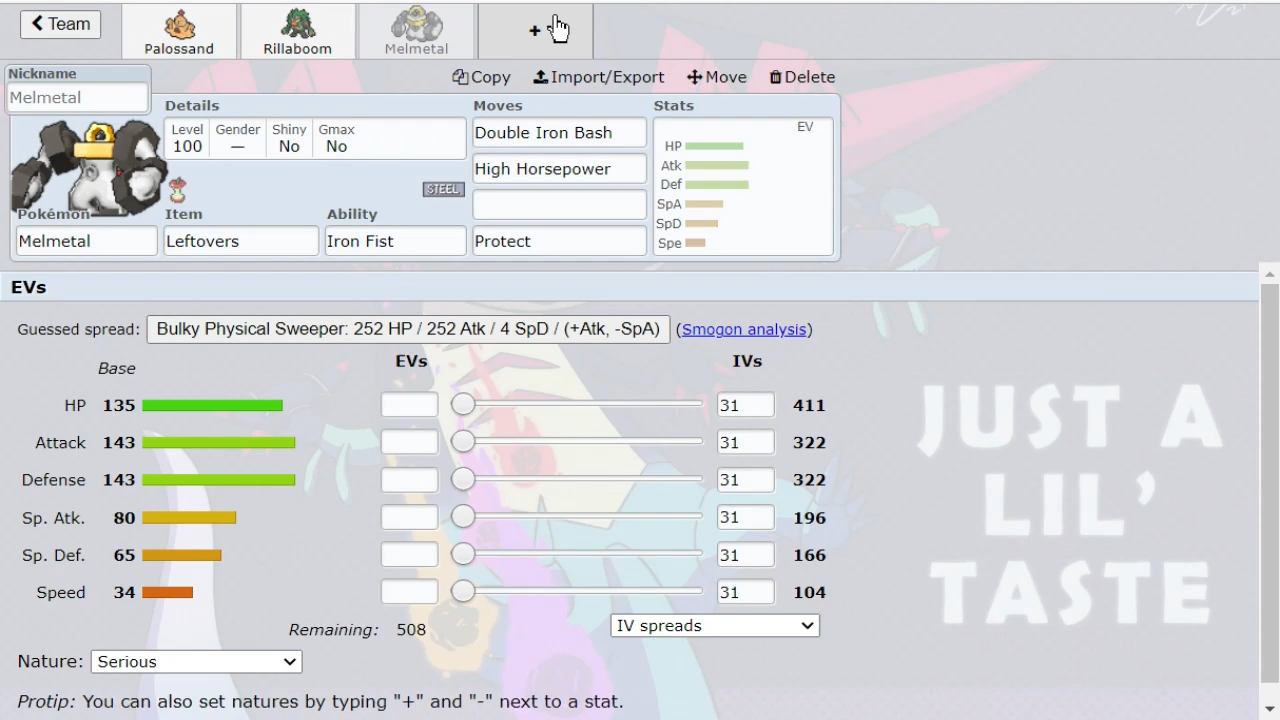 Team
Palossand
Rillaboom
Melmetal
+
Nickname
Melmetal
Copy
Import/Export
Move
Delete
Details
Moves
Stats
Level
100
Gender
—
Shiny
No
Gmax
No
Double Iron Bash
High Horsepower
Protect
EV
HP
Atk
Def
SpA
SpD
Spe
STEEL
Pokémon
Melmetal
Item
Leftovers
Ability
Iron Fist
EVs
Guessed spread: Bulky Physical Sweeper: 252 HP / 252 Atk / 4 SpD / (+Atk, -SpA) (Smogon analysis)
Base EVs IVs
HP 135 31 411
Attack 143 31 322
Defense 143 31 322
Sp. Atk. 80 31 196
Sp. Def. 65 31 166
Speed 34 31 104
Remaining: 508
IV spreads
Nature: Serious
Protip: You can also set natures by typing "+" and "-" next to a stat.
JUST A
LIL'
TASTE